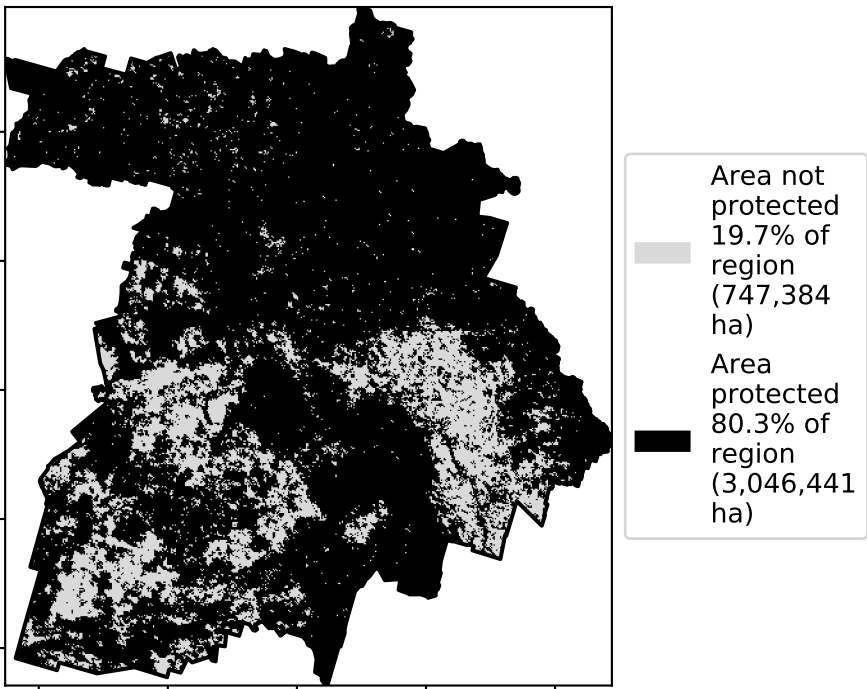 Area not
protected
19.7% of
region
(747,384
ha)
Area
protected
80.3% of
region
(3,046,441
ha)